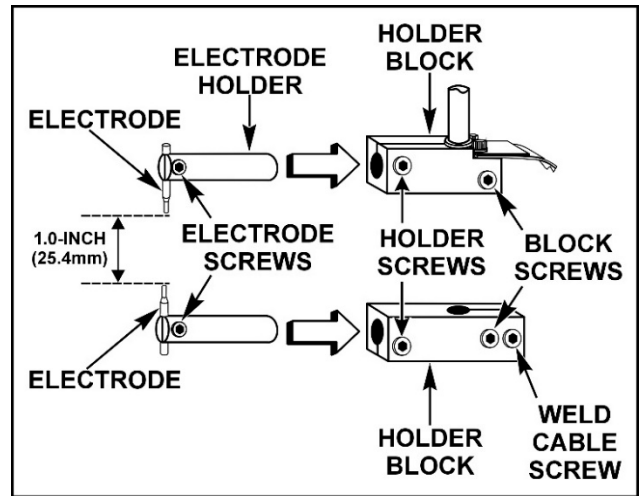 ELECTRODE
HOLDER
HOLDER
BLOCK
ELECTRODE
1.0-INCH
(25.4mm)
ELECTRODE
SCREWS
HOLDER
SCREWS
BLOCK
SCREWS
ELECTRODE
HOLDER
BLOCK
WELD
CABLE
SCREW